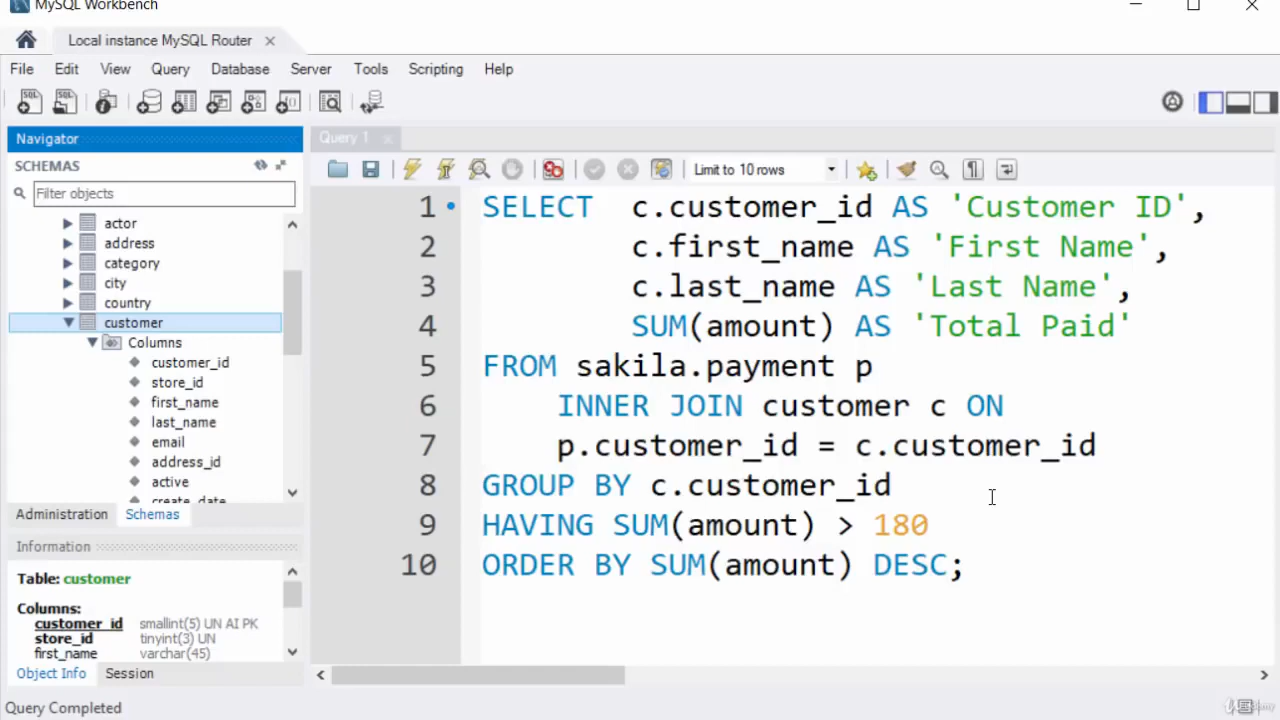 MySQL Workbench
Local instance MySQL Router
File Edit View Query Database Server Tools Scripting Help
Navigator
SCHEMAS
Filter objects
actor
address
category
city
country
customer
Columns
customer_id
store_id
first_name
last_name
email
address_id
active
create_date
Administration Schemas
Information
Table: customer
Columns:
customer_id smallint(5) UN AI PK
store_id tinyint(3) UN
first_name varchar(45)
Object Info Session
Query 1
Limit to 10 rows
1 SELECT c.customer_id AS 'Customer ID',
2 c.first_name AS 'First Name',
3 c.last_name AS 'Last Name',
4 SUM(amount) AS 'Total Paid'
5 FROM sakila.payment p
6 INNER JOIN customer c ON
7 p.customer_id = c.customer_id
8 GROUP BY c.customer_id
9 HAVING SUM(amount) > 180
10 ORDER BY SUM(amount) DESC;
Query Completed